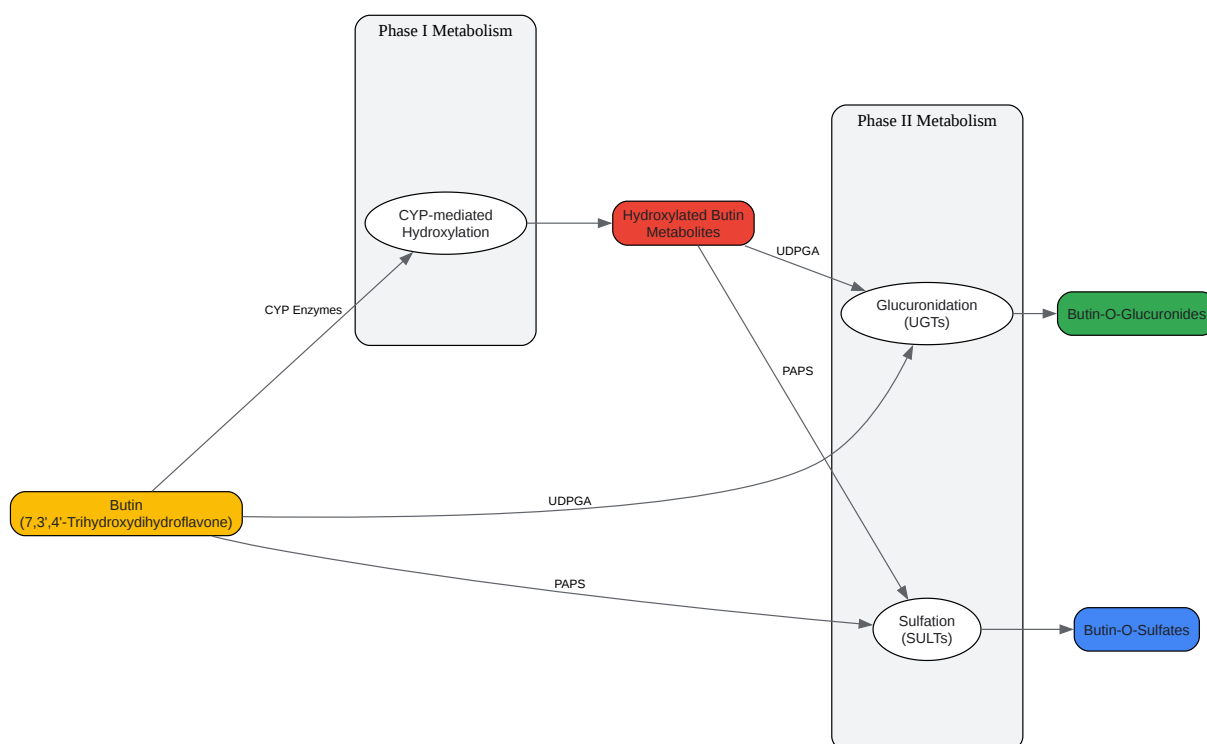 Phase I Metabolism
Phase II Metabolism
CYP-mediated
Hydroxylation
Hydroxylated Butin
Metabolites
UDPGA
CYP Enzymes
Glucuronidation
(UGTs)
Butin-O-Glucuronides
PAPS
Butin
(7,3',4'-Trihydroxydihydroflavone)
UDPGA
PAPS
Sulfation
(SULTs)
Butin-O-Sulfates